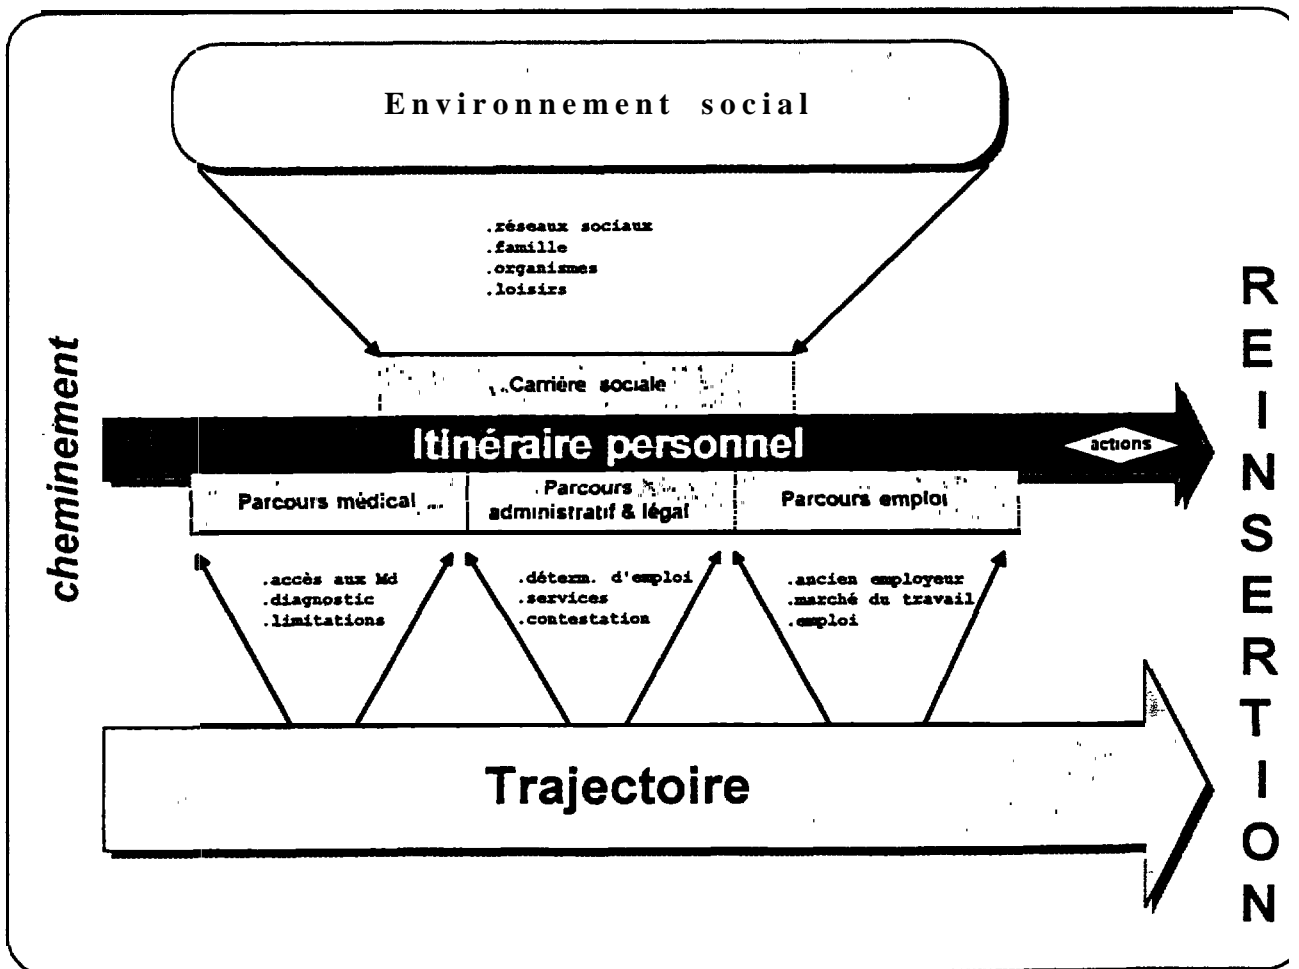 Environnement social
.réseaux sociaux
.famille
.organismes
.loisirs
cheminement
Carrière sociale
Itinéraire personnel
actions
Parcours médical
Parcours
administratif & légal
Parcours emploi
.accès aux Md
.diagnostic
.limitations
.déterm. d'emploi
.services
.contestation
.ancien employeur
.marché du travail
.emploi
Trajectoire
REINSERTION